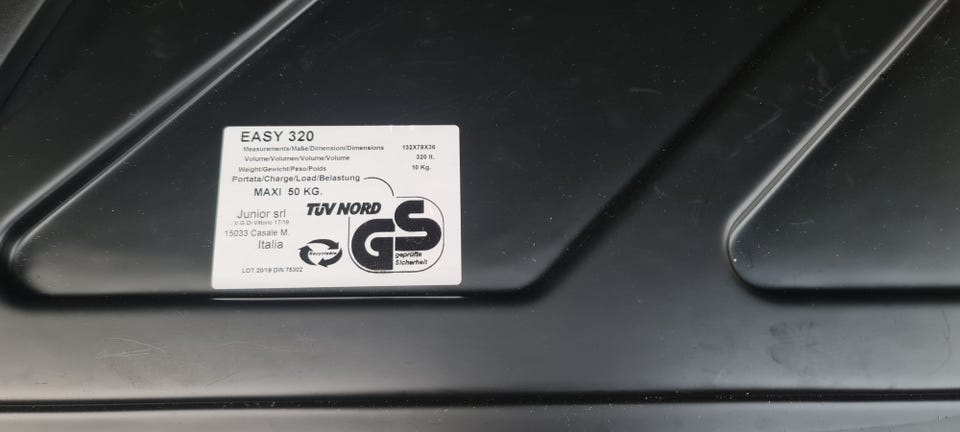 EASY 320
Measurements/Maße/Dimensioni/Dimensions 132X78X36
Volume/Volumen/Volume/Volume 320 lt.
Weight/Gewicht/Peso/Poids 10 Kg.
Portata/Charge/Load/Belastung
MAXI 50 KG.
Junior srl
V.G.Di Vittorio 17/19
15033 Casale M.
Italia
TÜV NORD
GS
geprüfte
Sicherheit
Recyclable
LOT 20/19 DIN 75302